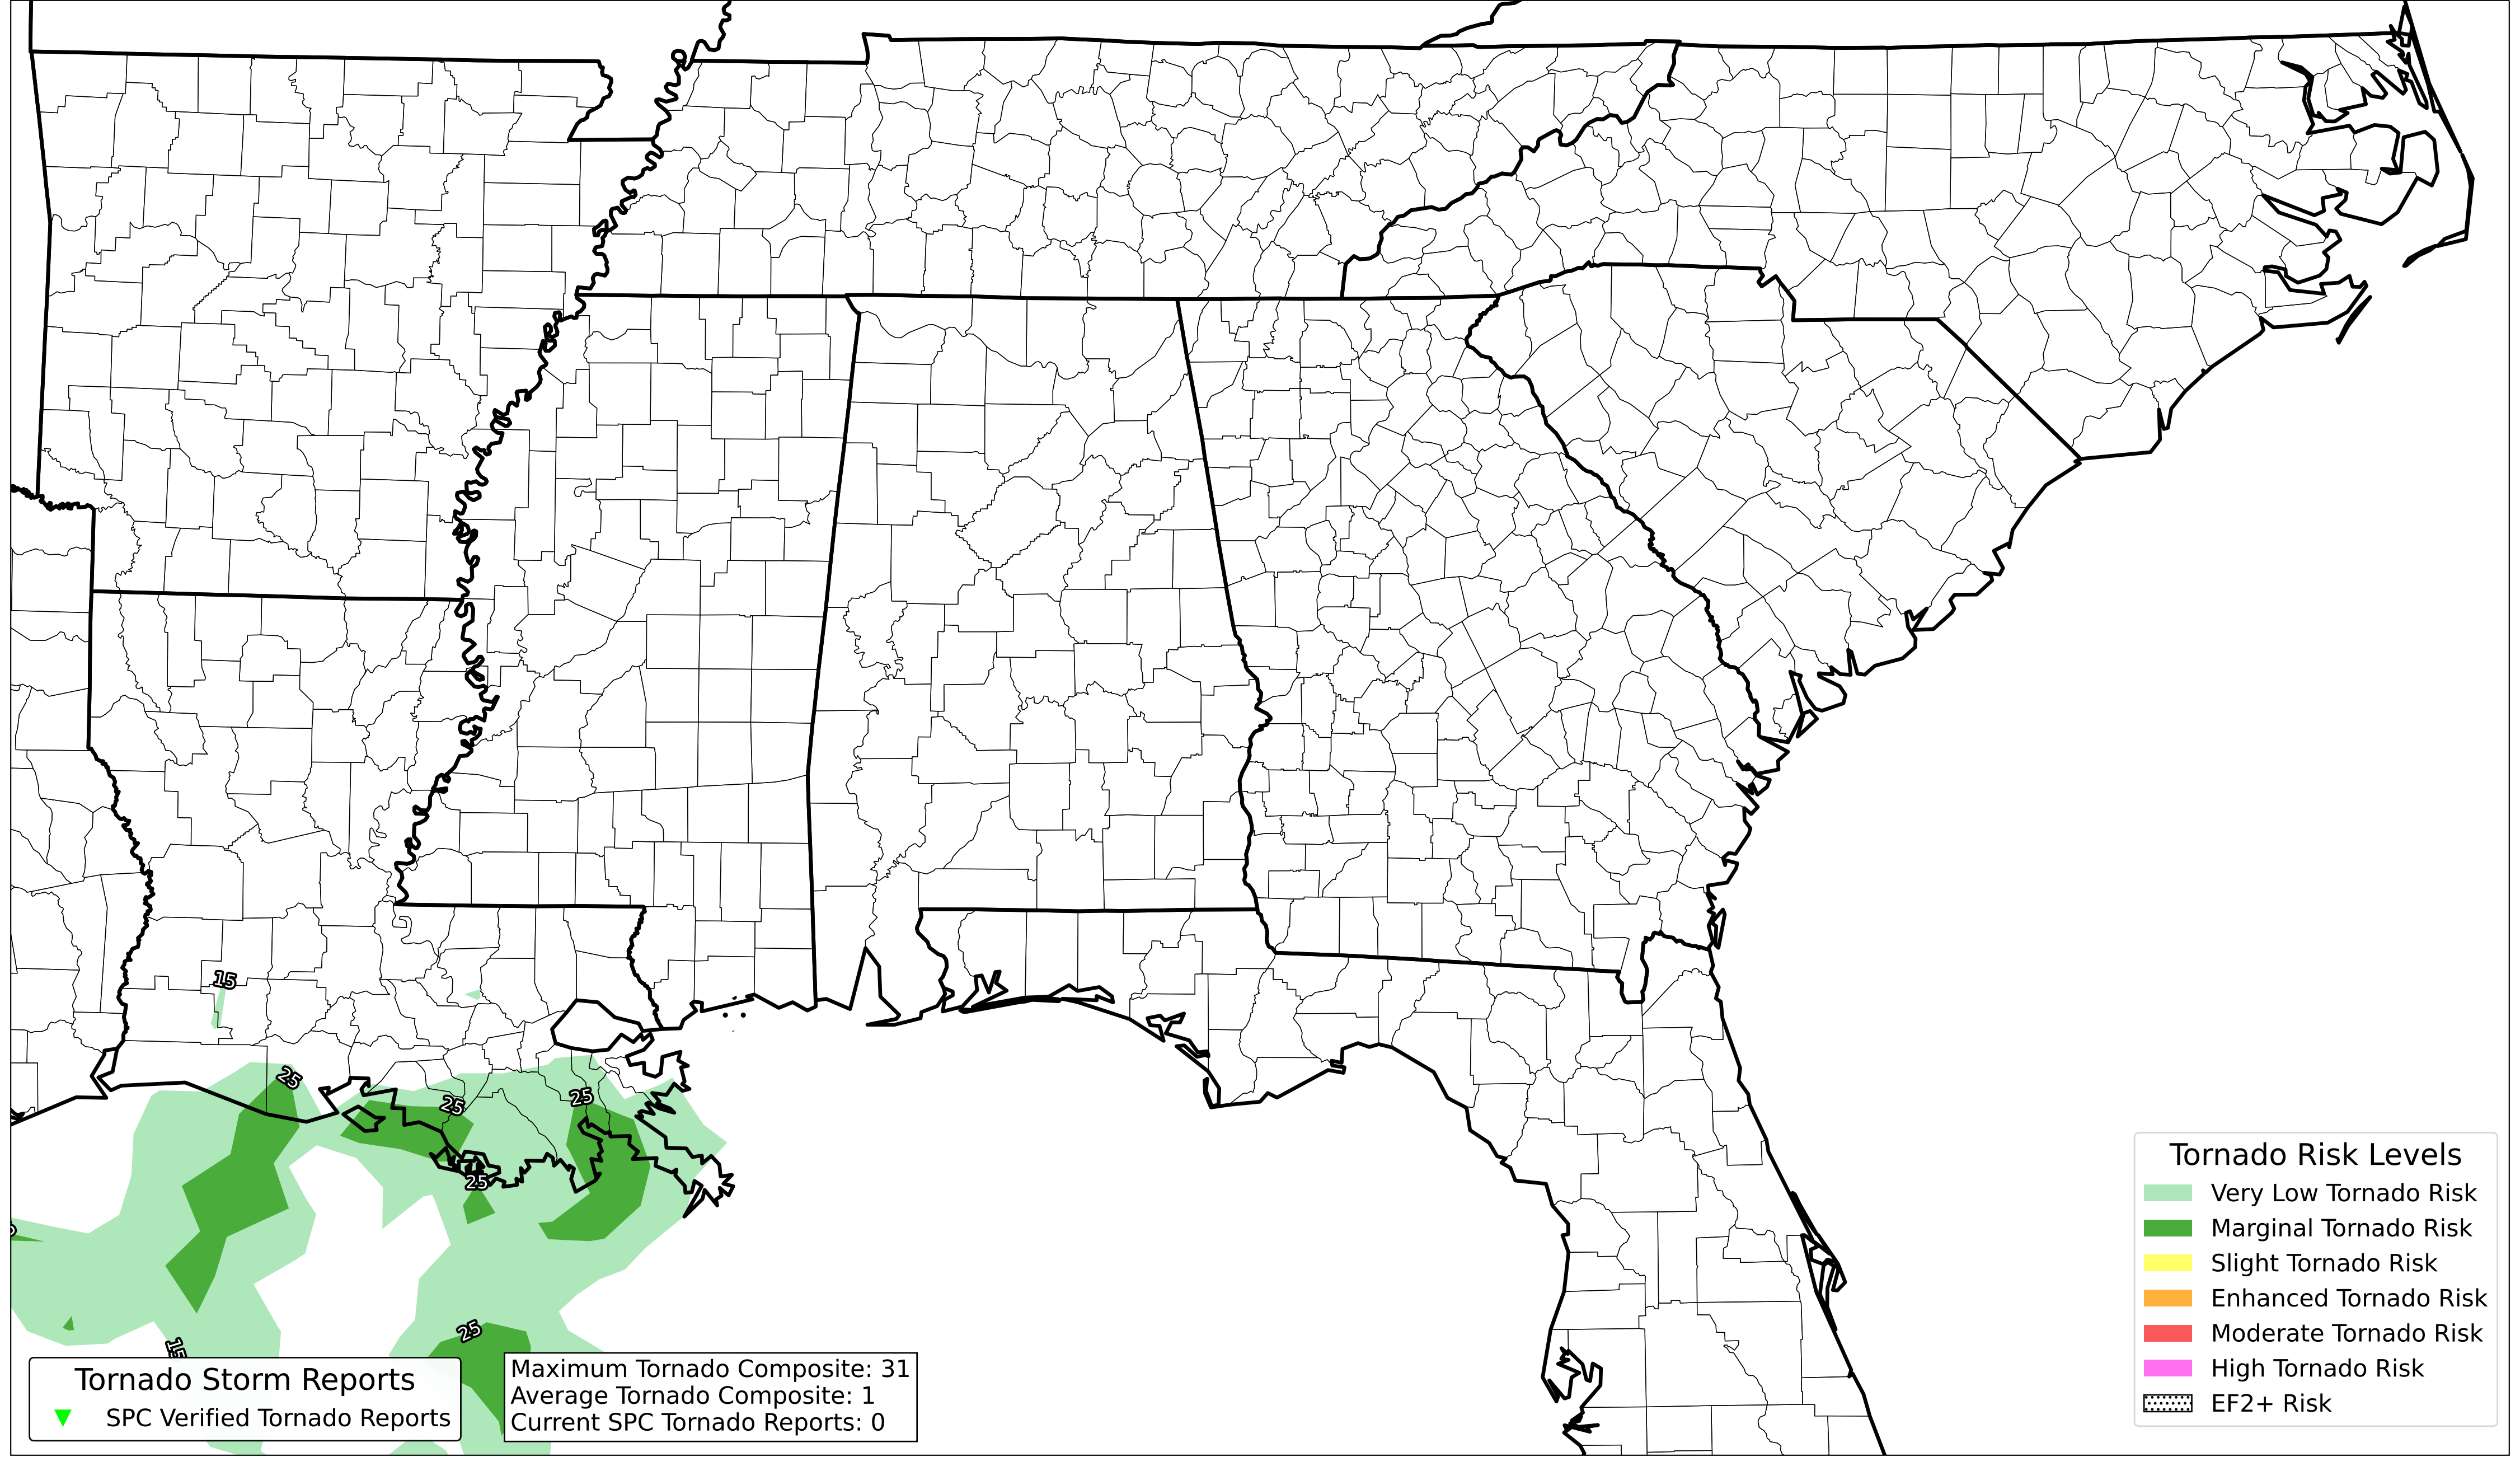 15
25
25
25
25
25
15
Tornado Storm Reports
SPC Verified Tornado Reports
Maximum Tornado Composite: 31
Average Tornado Composite: 1
Current SPC Tornado Reports: 0
Tornado Risk Levels
Very Low Tornado Risk
Marginal Tornado Risk
Slight Tornado Risk
Enhanced Tornado Risk
Moderate Tornado Risk
High Tornado Risk
EF2+ Risk